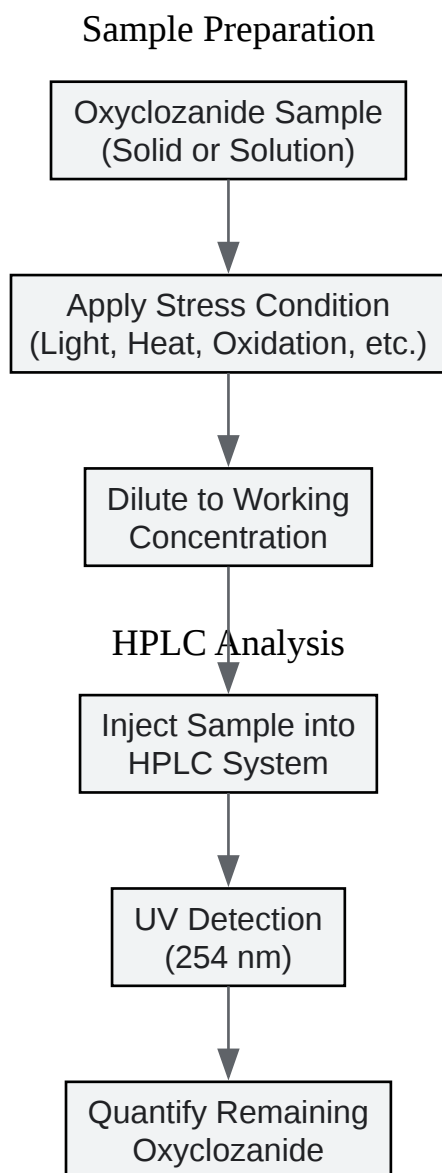 Sample Preparation
Oxyclozanide Sample
(Solid or Solution)
Apply Stress Condition
(Light, Heat, Oxidation, etc.)
Dilute to Working
Concentration
HPLC Analysis
Inject Sample into
HPLC System
UV Detection
(254 nm)
Quantify Remaining
Oxyclozanide